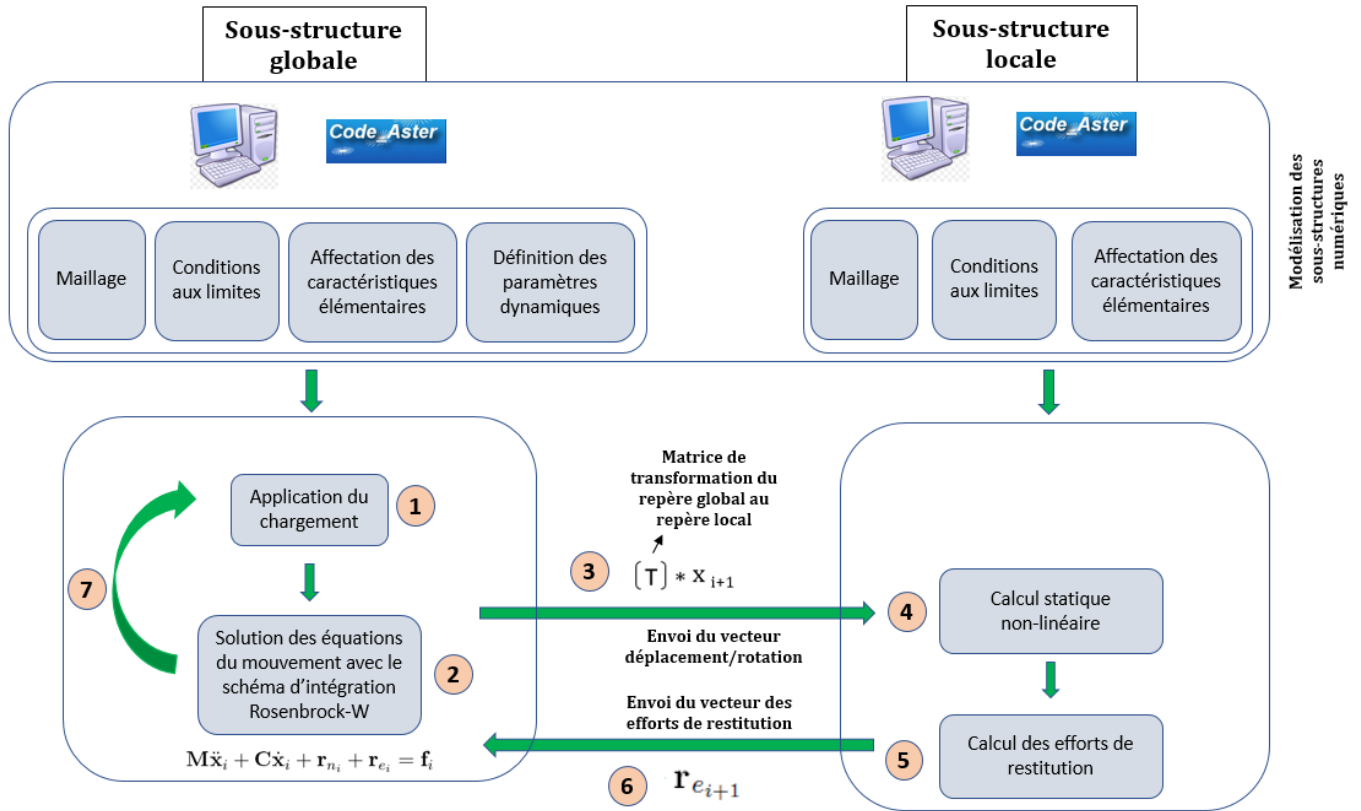 Sous-structure
globale
Sous-structure
locale
Code_Aster
Code_Aster
Modélisation des
sous-structures
numériques
Maillage
Conditions
aux limites
Affectation des
caractéristiques
élémentaires
Définition des
paramètres
dynamiques
Maillage
Conditions
aux limites
Affectation des
caractéristiques
élémentaires
Application du
chargement
1
7
Solution des équations
du mouvement avec le
schéma d'intégration
Rosenbrock-W
2
Mẍᵢ + Cẋᵢ + r_{n_i} + r_{e_i} = fᵢ
Matrice de
transformation du
repère global au
repère local
3
[T] * x_{i+1}
Envoi du vecteur
déplacement/rotation
Envoi du vecteur des
efforts de restitution
6
r_{e_{i+1}}
4
Calcul statique
non-linéaire
5
Calcul des efforts de
restitution